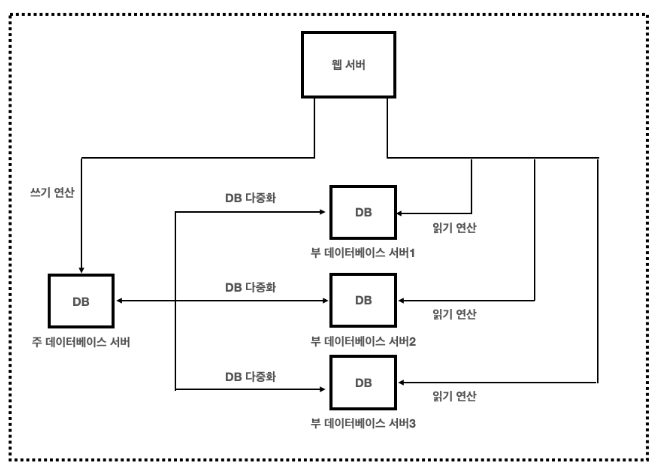 웹 서버
쓰기 연산
DB 다중화
DB
읽기 연산
부 데이터베이스 서버1
DB
주 데이터베이스 서버
DB 다중화
DB
읽기 연산
부 데이터베이스 서버2
DB 다중화
DB
읽기 연산
부 데이터베이스 서버3